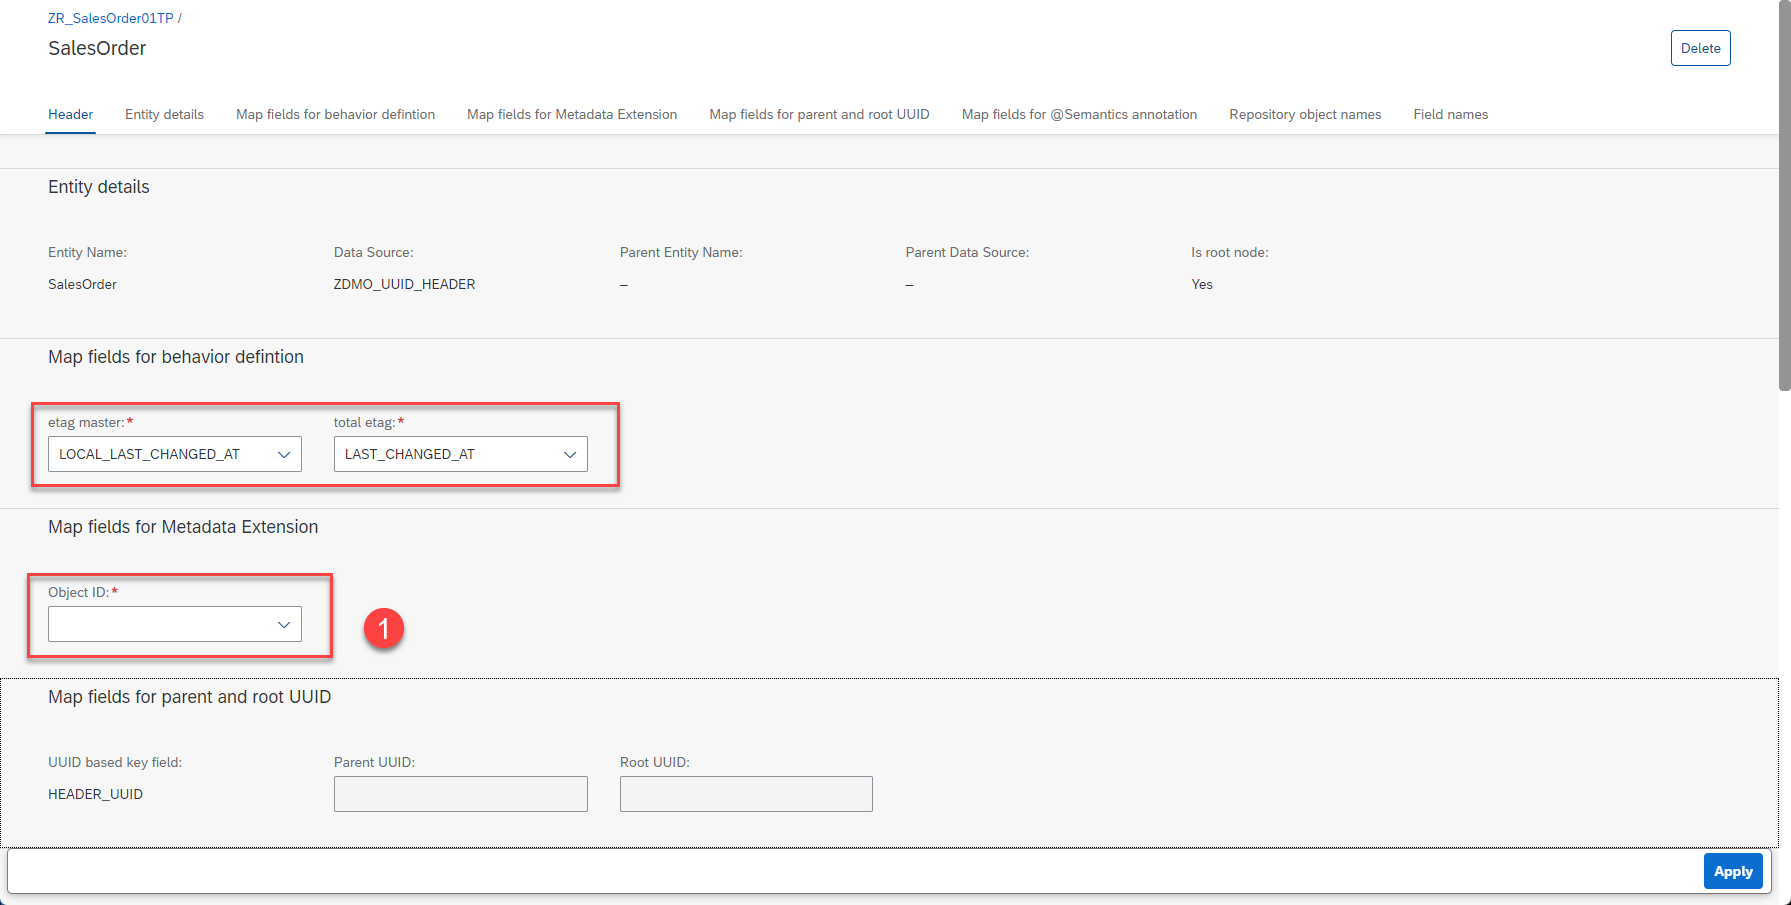 ZR_SalesOrder01TP /
SalesOrder
Delete
Header Entity details Map fields for behavior defintion Map fields for Metadata Extension Map fields for parent and root UUID Map fields for @Semantics annotation Repository object names Field names
Entity details
Entity Name: Data Source: Parent Entity Name: Parent Data Source: Is root node:
SalesOrder ZDMO_UUID_HEADER – – Yes
Map fields for behavior defintion
etag master:* total etag:*
LOCAL_LAST_CHANGED_AT LAST_CHANGED_AT
Map fields for Metadata Extension
Object ID:*
1
Map fields for parent and root UUID
UUID based key field: Parent UUID: Root UUID:
HEADER_UUID
Apply